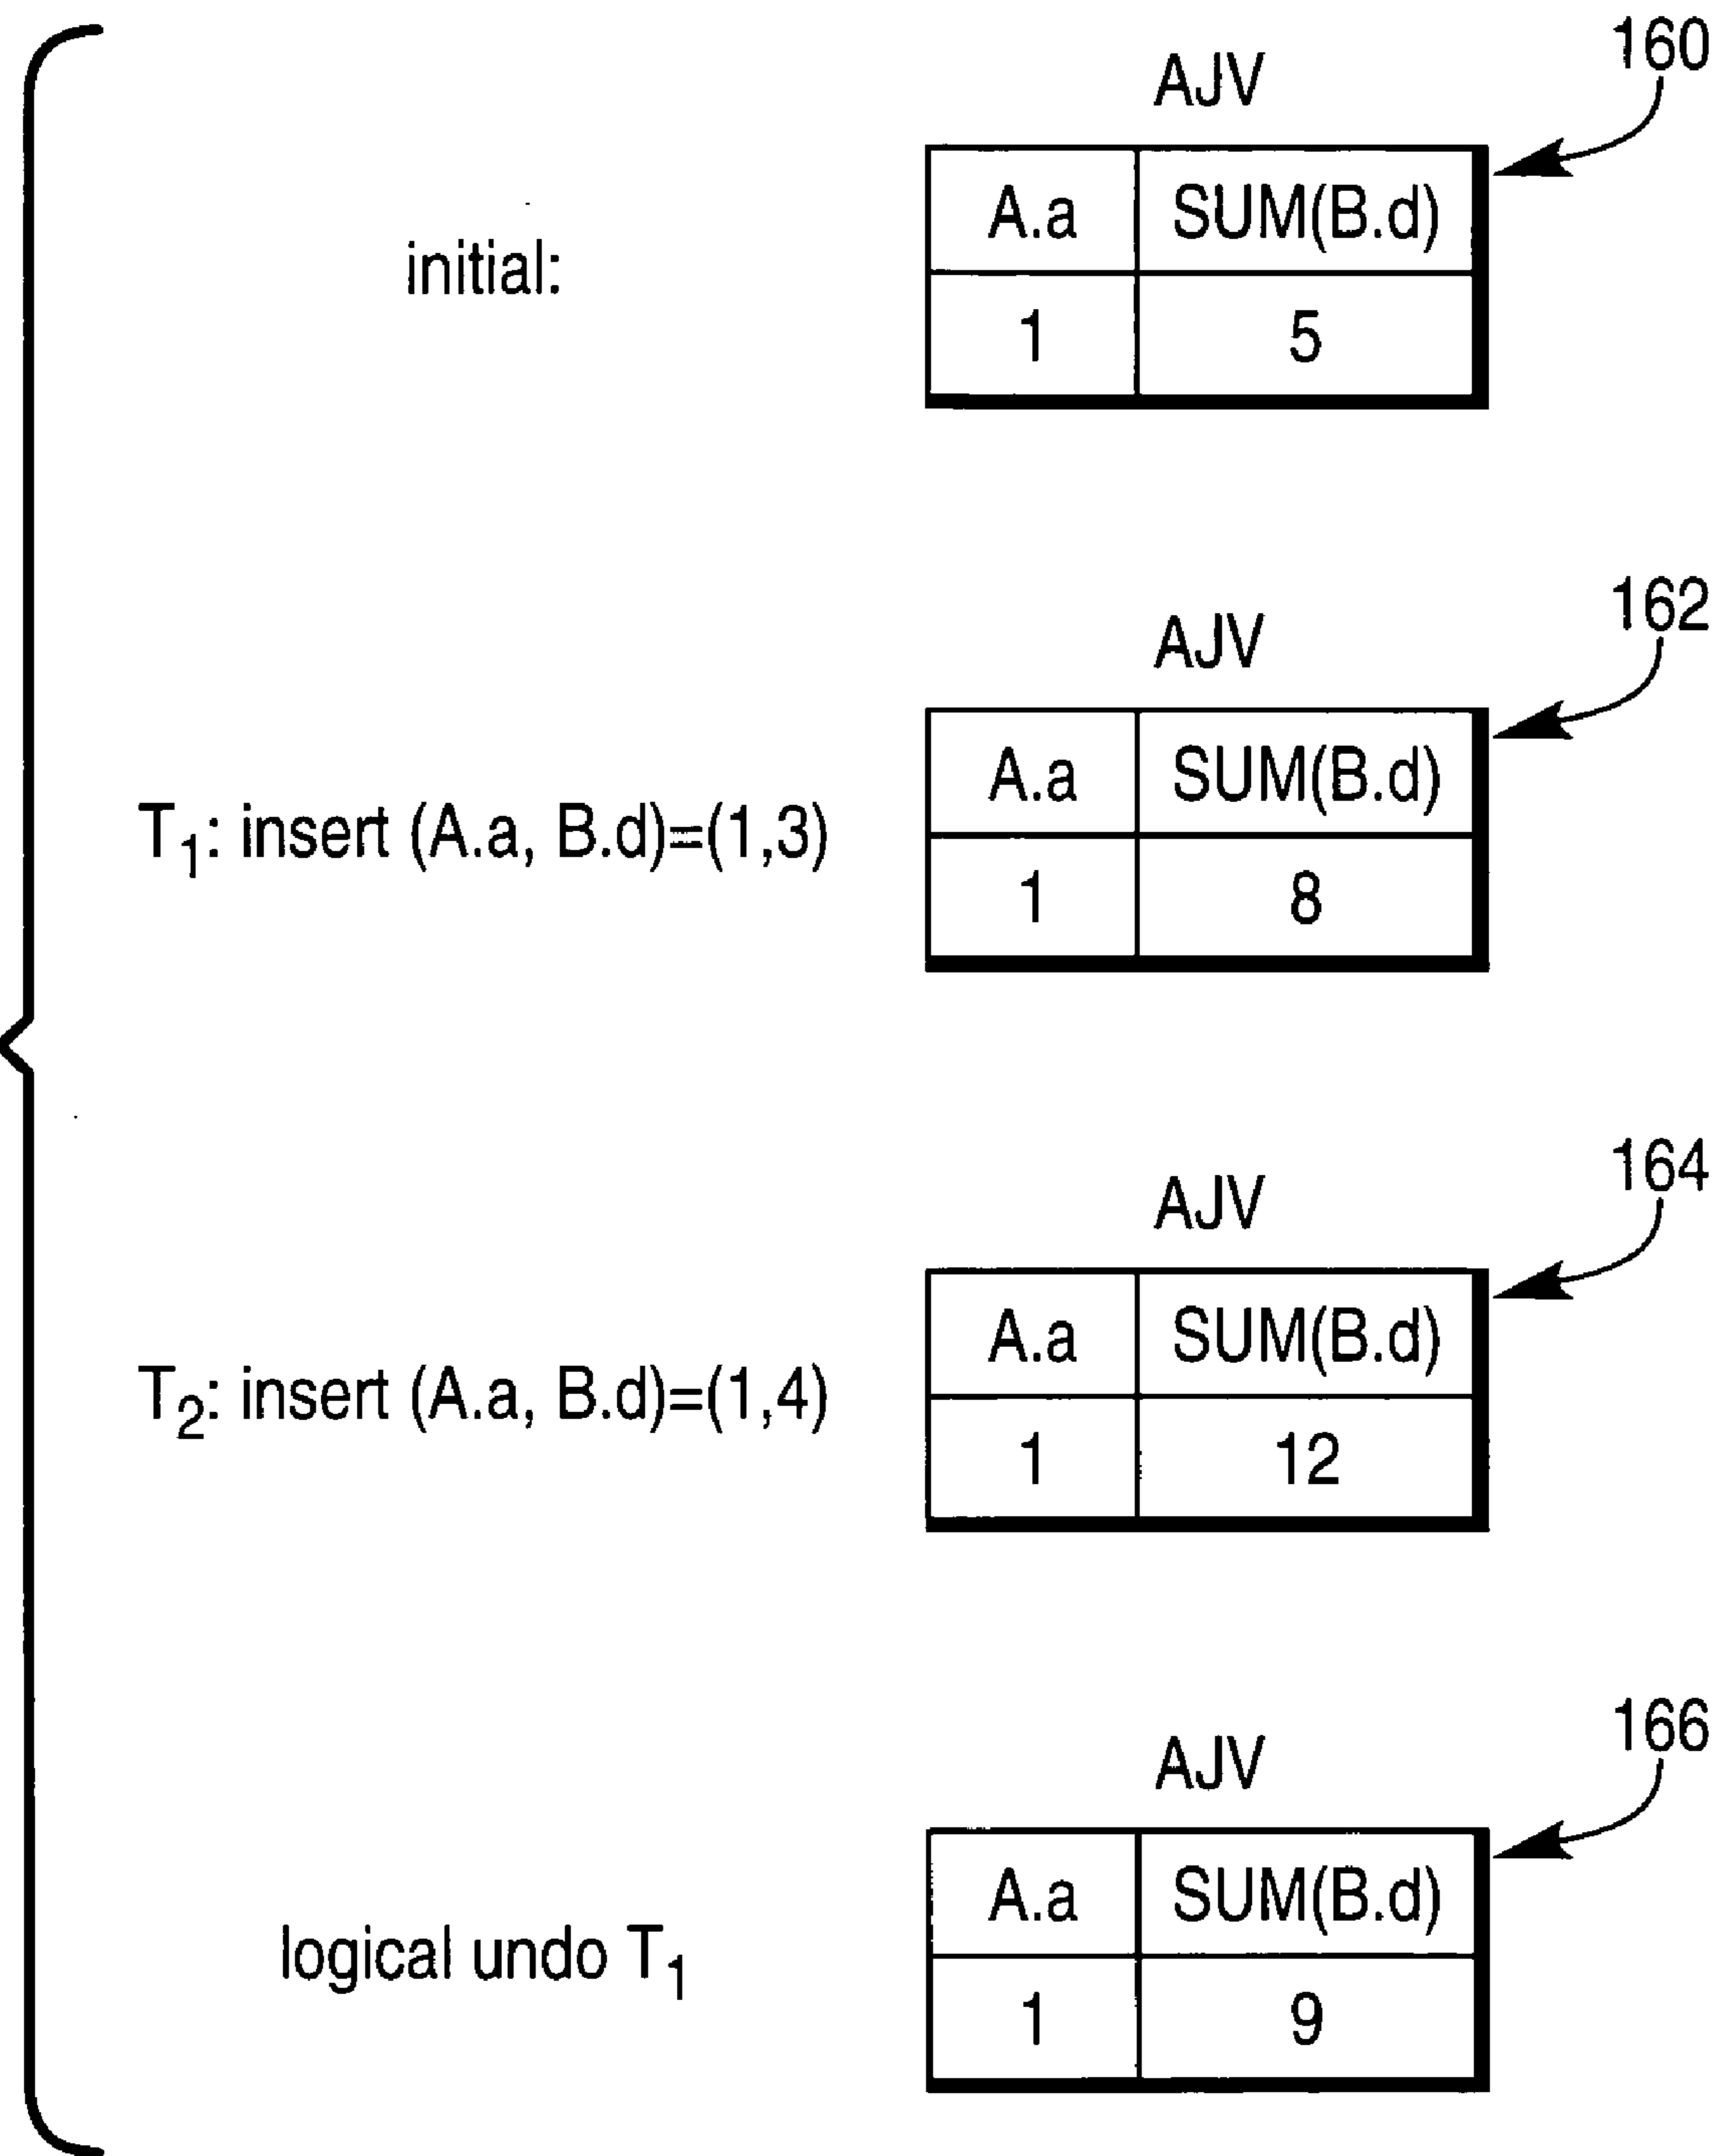 160
AJV
A.a SUM(B.d)
initial:
1 5
162
AJV
A.a SUM(B.d)
T1: insert (A.a, B.d)=(1,3)
1 8
164
AJV
A.a SUM(B.d)
T2: insert (A.a, B.d)=(1,4)
1 12
166
AJV
A.a SUM(B.d)
logical undo T1
1 9